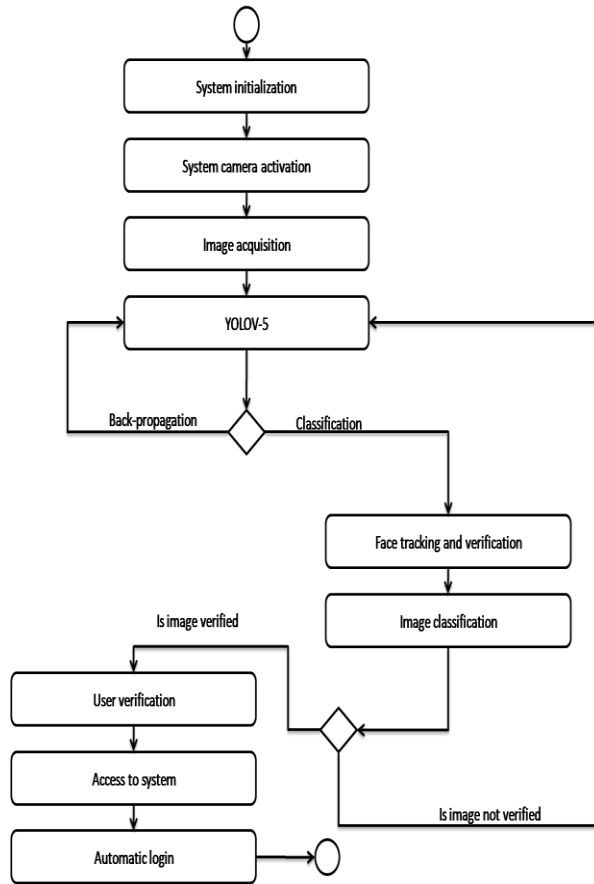 System initialization
System camera activation
Image acquisition
YOLOV-5
Back-propagation
Classification
Face tracking and verification
Image classification
Is image verified
User verification
Access to system
Is image not verified
Automatic login